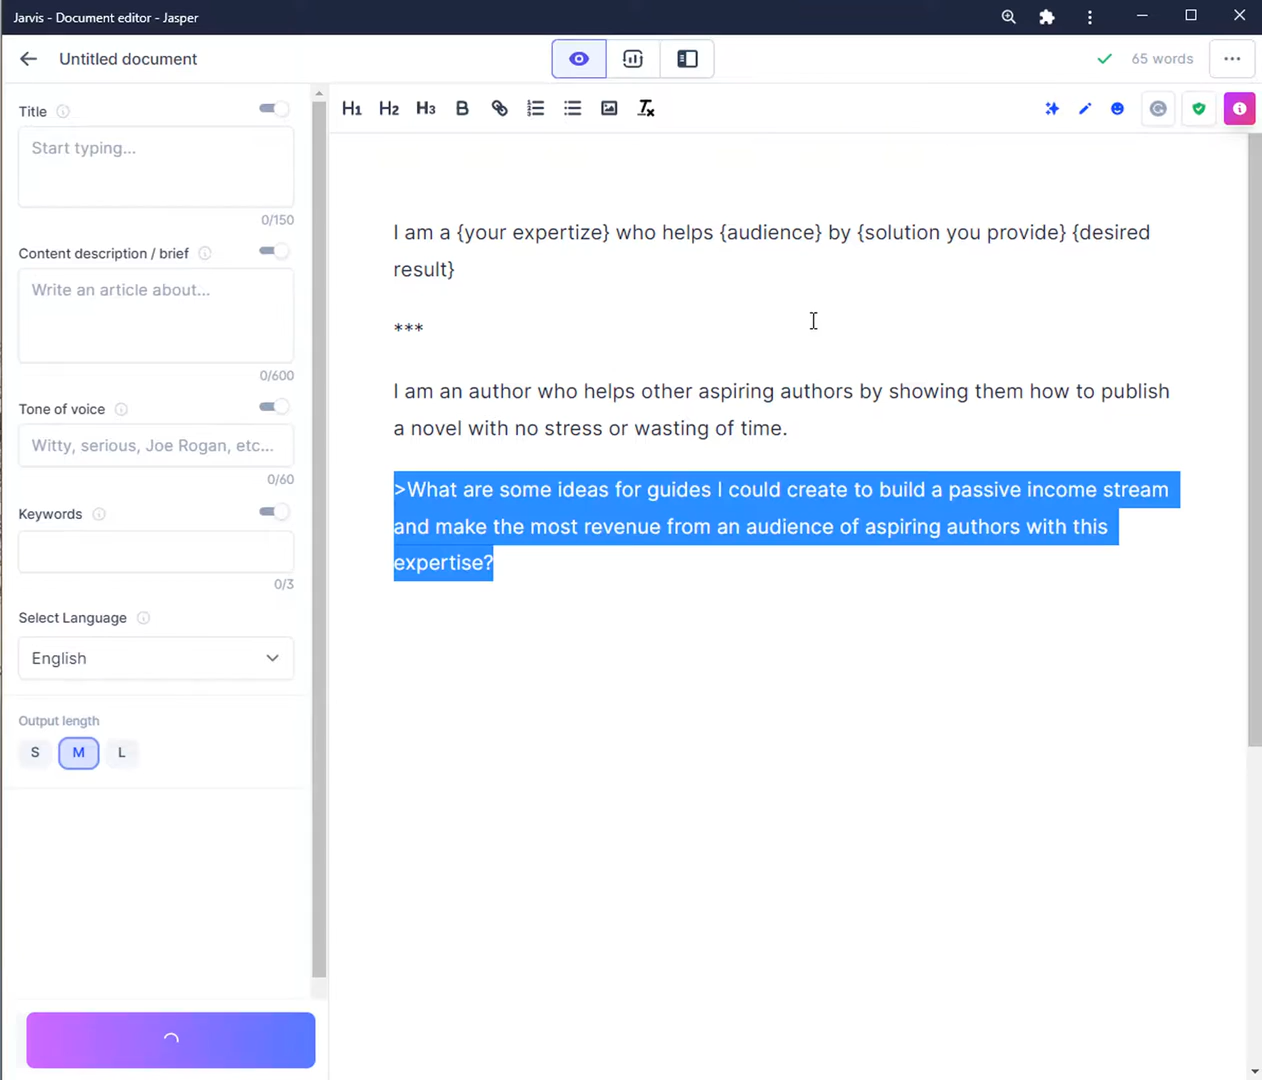 Jarvis - Document editor - Jasper
Untitled document
65 words
Title
Start typing...
0/150
Content description / brief
Write an article about...
0/600
Tone of voice
Witty, serious, Joe Rogan, etc...
0/60
Keywords
0/3
Select Language
English
Output length
S M L
H1 H2 H3 B
I am a {your expertize} who helps {audience} by {solution you provide} {desired
result}
***
I am an author who helps other aspiring authors by showing them how to publish
a novel with no stress or wasting of time.
>What are some ideas for guides I could create to build a passive income stream
and make the most revenue from an audience of aspiring authors with this
expertise?